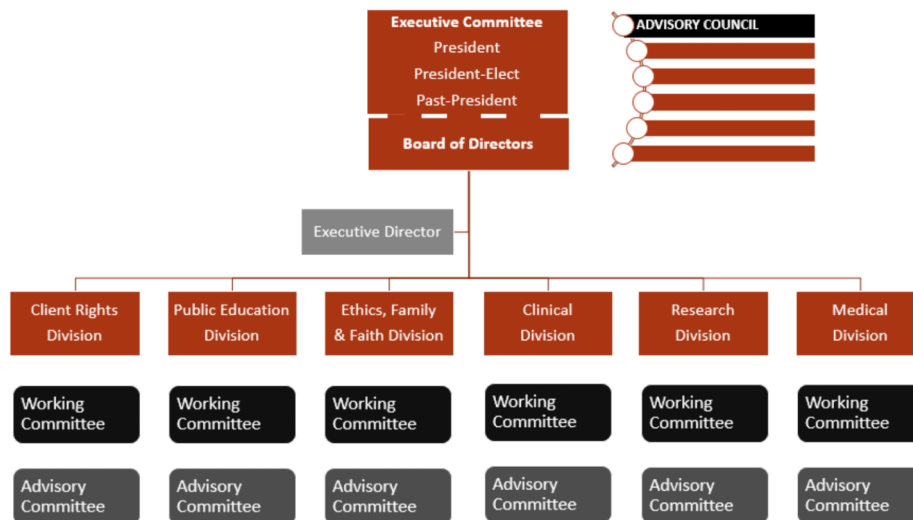 Executive Committee
President
President-Elect
Past-President
Board of Directors
ADVISORY COUNCIL
Executive Director
Client Rights
Division
Public Education
Division
Ethics, Family
& Faith Division
Clinical
Division
Research
Division
Medical
Division
Working
Committee
Working
Committee
Working
Committee
Working
Committee
Working
Committee
Working
Committee
Advisory
Committee
Advisory
Committee
Advisory
Committee
Advisory
Committee
Advisory
Committee
Advisory
Committee